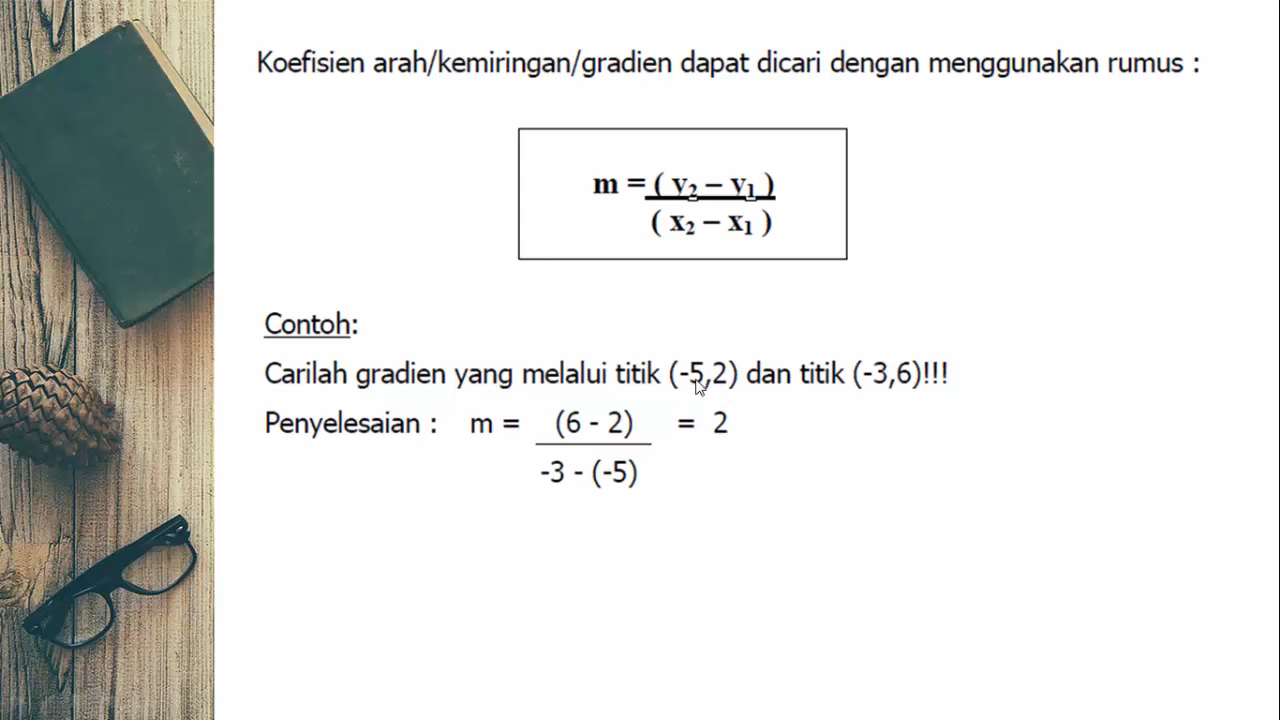 Koefisien arah/kemiringan/gradien dapat dicari dengan menggunakan rumus :
m = ( y₂ – y₁ )
( x₂ – x₁ )
Contoh:
Carilah gradien yang melalui titik (-5,2) dan titik (-3,6)!!!
Penyelesaian : m = (6 - 2) = 2
-3 - (-5)